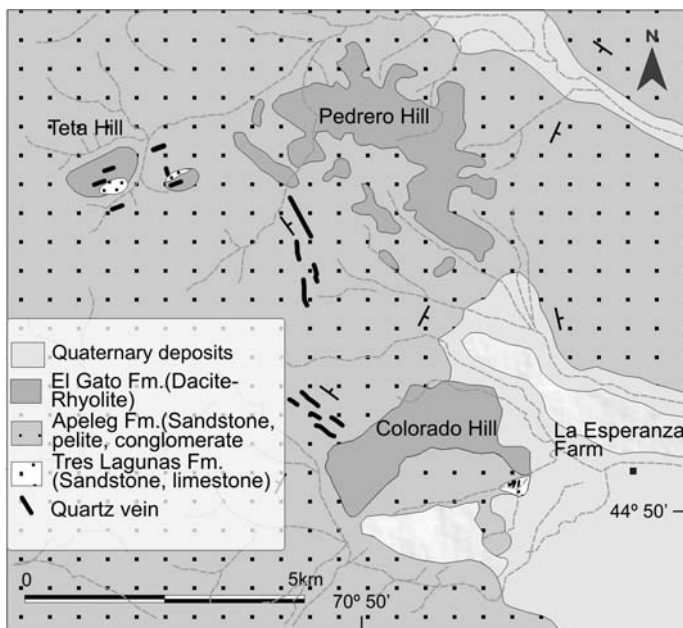 N
Teta Hill
Pedrero Hill
Quaternary deposits
El Gato Fm.(Dacite-
Rhyolite)
Apeleg Fm.(Sandstone,
pelite, conglomerate
Tres Lagunas Fm.
(Sandstone, limestone)
Quartz vein
Colorado Hill
La Esperanza
Farm
44º 50'
0
5km
70º 50'